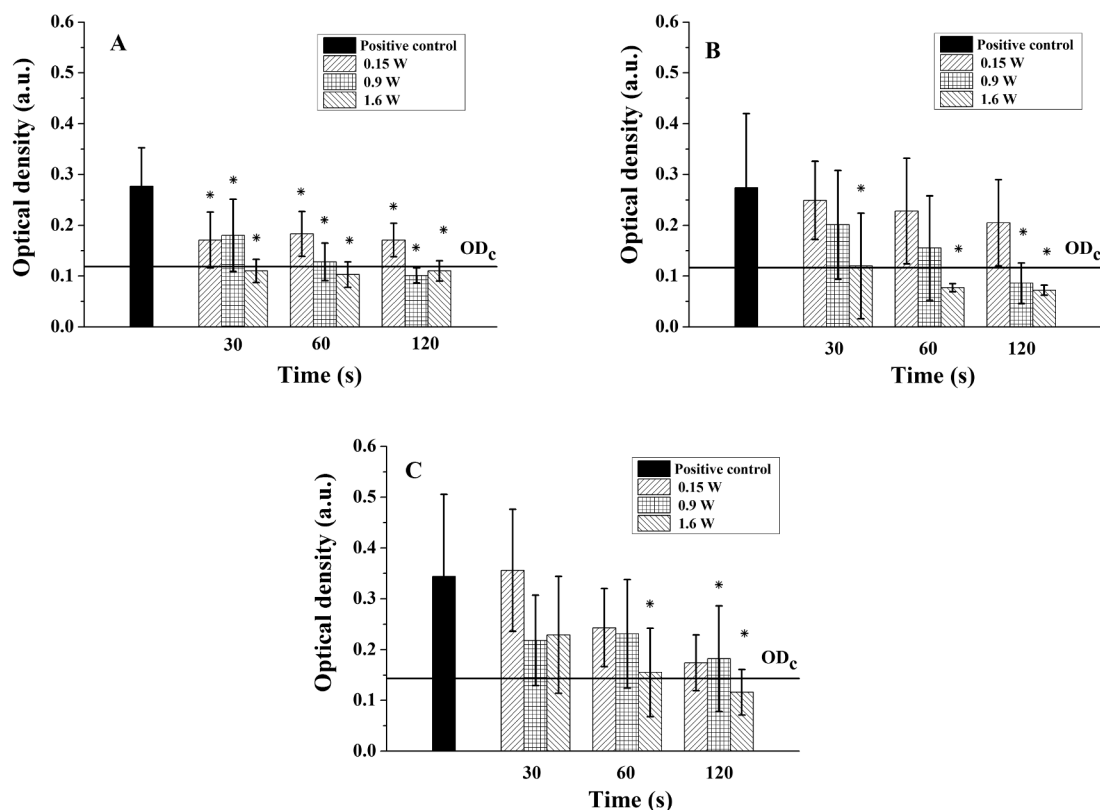 A
Positive control
0.15 W
0.9 W
1.6 W
Optical density (a.u.)
0.6
0.5
0.4
0.3
0.2
0.1
0.0
* * * * * * * * *
OD_c
30 60 120
Time (s)
B
Positive control
0.15 W
0.9 W
1.6 W
Optical density (a.u.)
0.6
0.5
0.4
0.3
0.2
0.1
0.0
* * * *
OD_c
30 60 120
Time (s)
C
Positive control
0.15 W
0.9 W
1.6 W
Optical density (a.u.)
0.6
0.5
0.4
0.3
0.2
0.1
0.0
* * *
OD_c
30 60 120
Time (s)